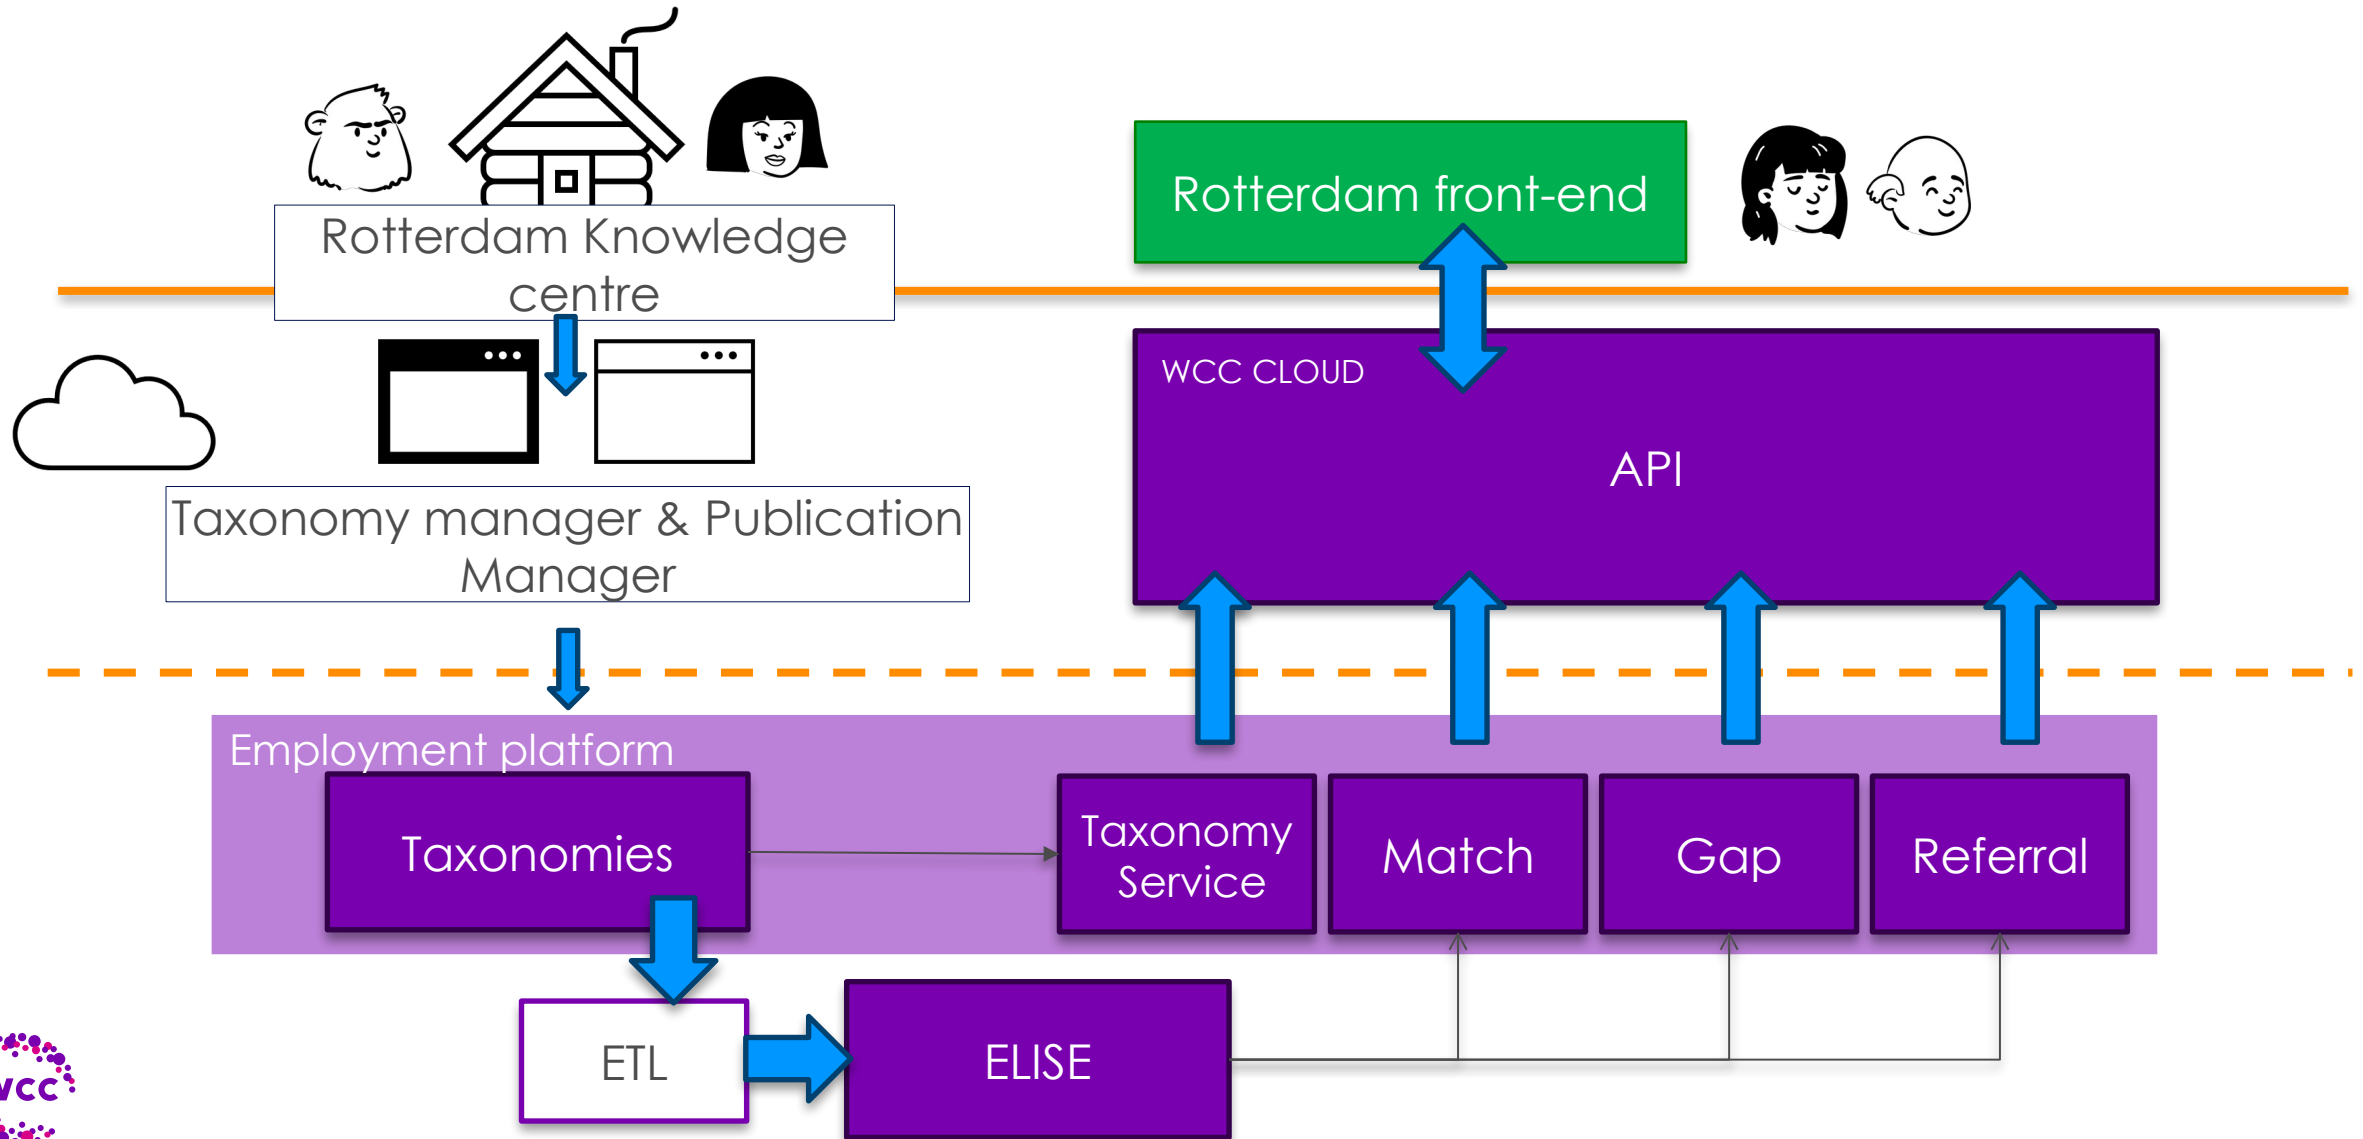 Rotterdam Knowledge
centre
Rotterdam front-end
WCC CLOUD
API
Taxonomy manager & Publication
Manager
Employment platform
Taxonomies
Taxonomy
Service
Match
Gap
Referral
ETL
ELISE
wcc